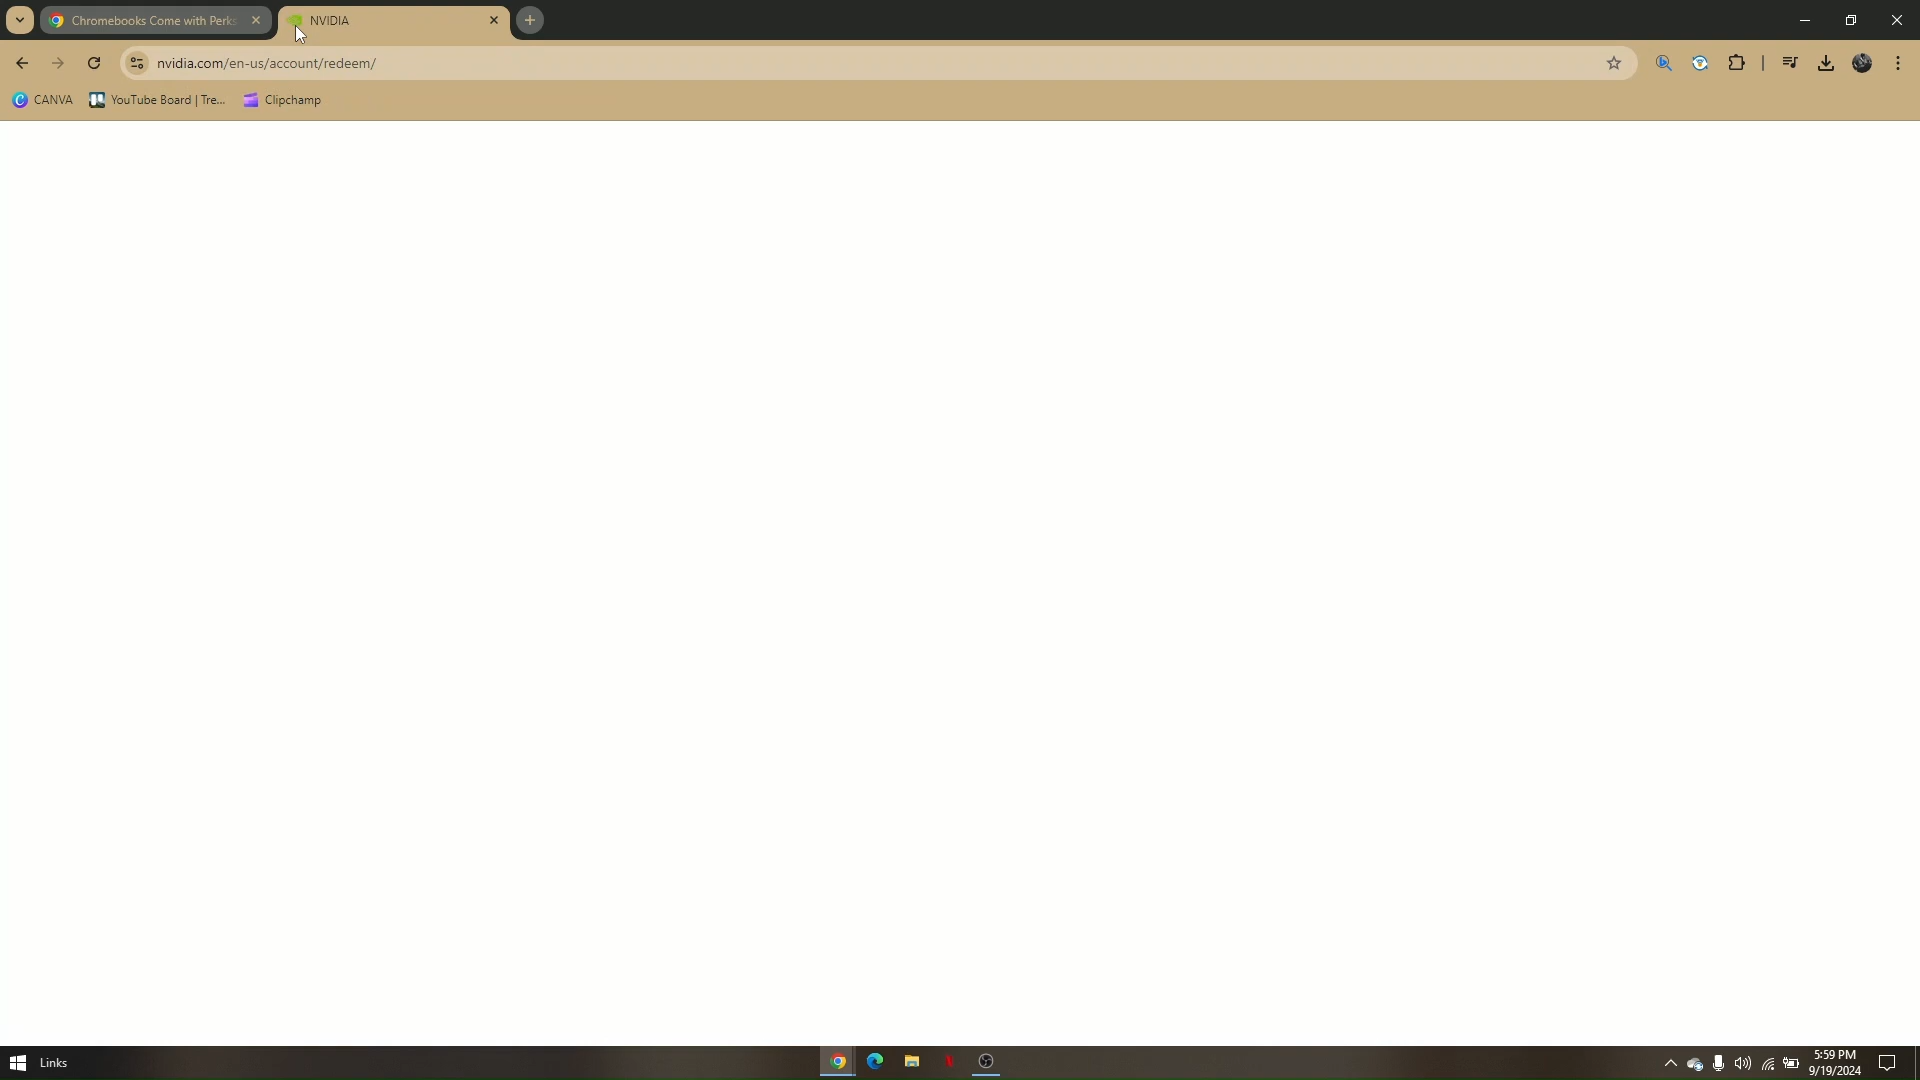 Chromebooks Come with Perks
NVIDIA
nvidia.com/en-us/account/redeem/
CANVA
YouTube Board | Tre...
Clipchamp
Links
5:59 PM
9/19/2024